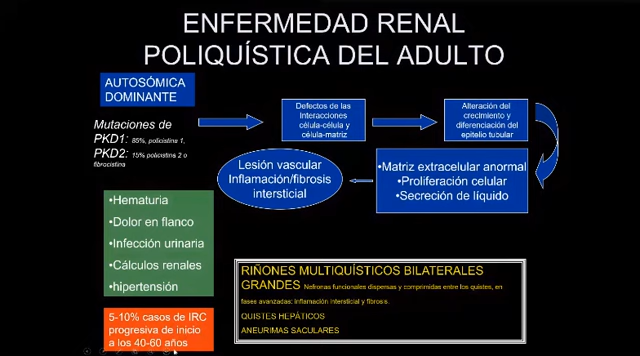 ENFERMEDAD RENAL
POLIQUÍSTICA DEL ADULTO
AUTOSÓMICA
DOMINANTE
Mutaciones de
PKD1: 85%, policistina 1,
PKD2: 15% policistina 2 o
fibrocistina
Defectos de las
Interacciones
célula-célula y
célula-matriz
Alteración del
crecimiento y
diferenciación del
epitelio tubular
•Matriz extracelular anormal
•Proliferación celular
•Secreción de líquido
Lesión vascular
Inflamación/fibrosis
intersticial
•Hematuria
•Dolor en flanco
•Infección urinaria
•Cálculos renales
•hipertensión
5-10% casos de IRC
progresiva de inicio
a los 40-60 años
RIÑONES MULTIQUÍSTICOS BILATERALES
GRANDES Nefronas funcionales dispersas y comprimidas entre los quistes, en
fases avanzadas: inflamación intersticial y fibrosis.
QUISTES HEPÁTICOS
ANEURIMAS SACULARES